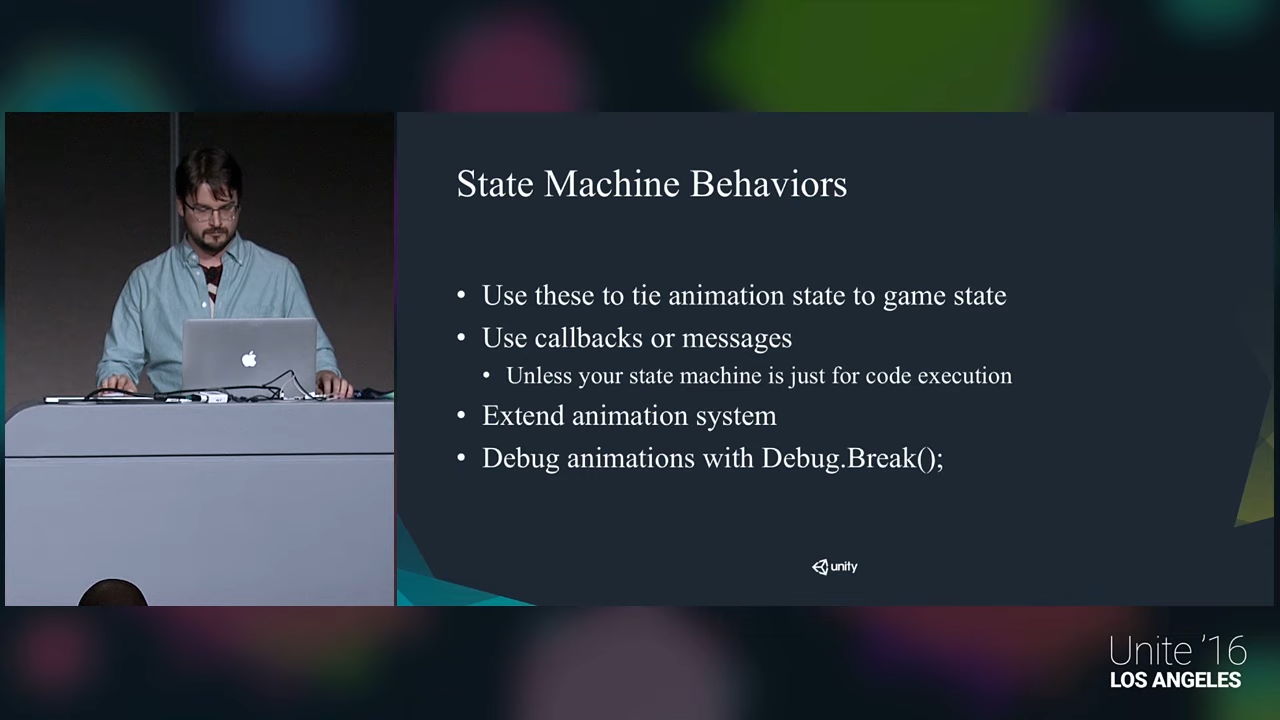 State Machine Behaviors
• Use these to tie animation state to game state
• Use callbacks or messages
• Unless your state machine is just for code execution
• Extend animation system
• Debug animations with Debug.Break();
unity
Unite '16
LOS ANGELES